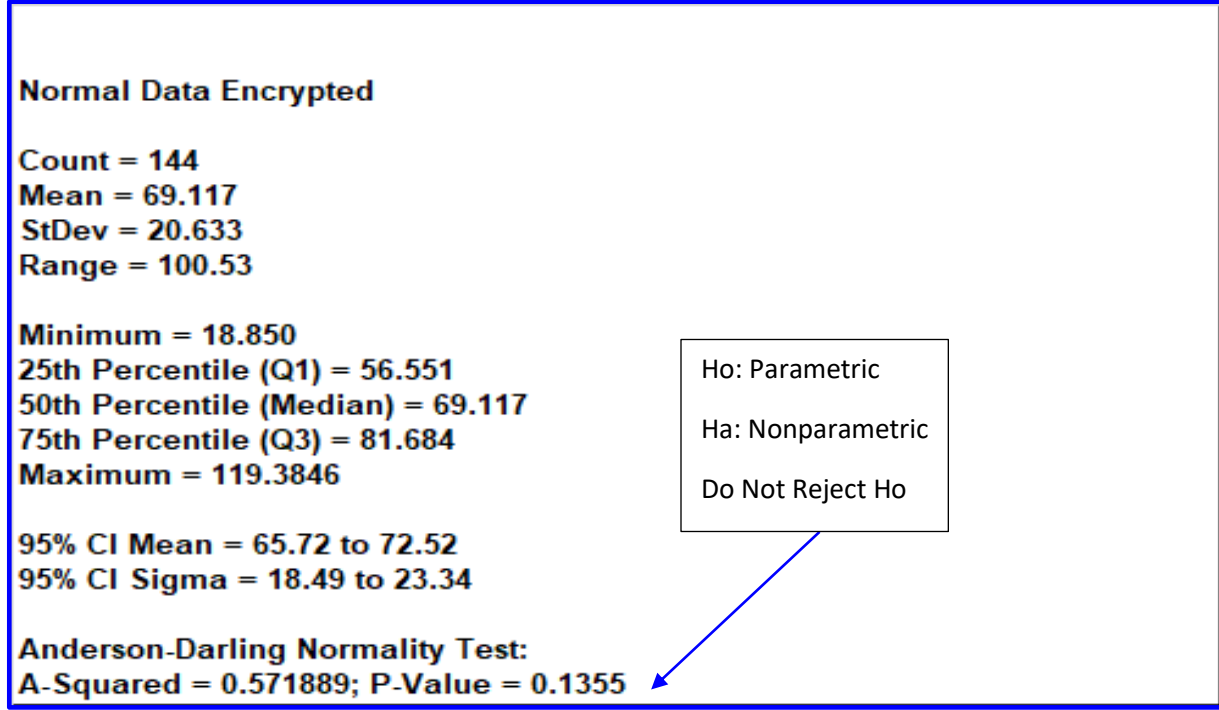 Normal Data Encrypted
Count = 144
Mean = 69.117
StDev = 20.633
Range = 100.53
Minimum = 18.850
25th Percentile (Q1) = 56.551
50th Percentile (Median) = 69.117
75th Percentile (Q3) = 81.684
Maximum = 119.3846
95% CI Mean = 65.72 to 72.52
95% CI Sigma = 18.49 to 23.34
Anderson-Darling Normality Test:
A-Squared = 0.571889; P-Value = 0.1355
Ho: Parametric
Ha: Nonparametric
Do Not Reject Ho